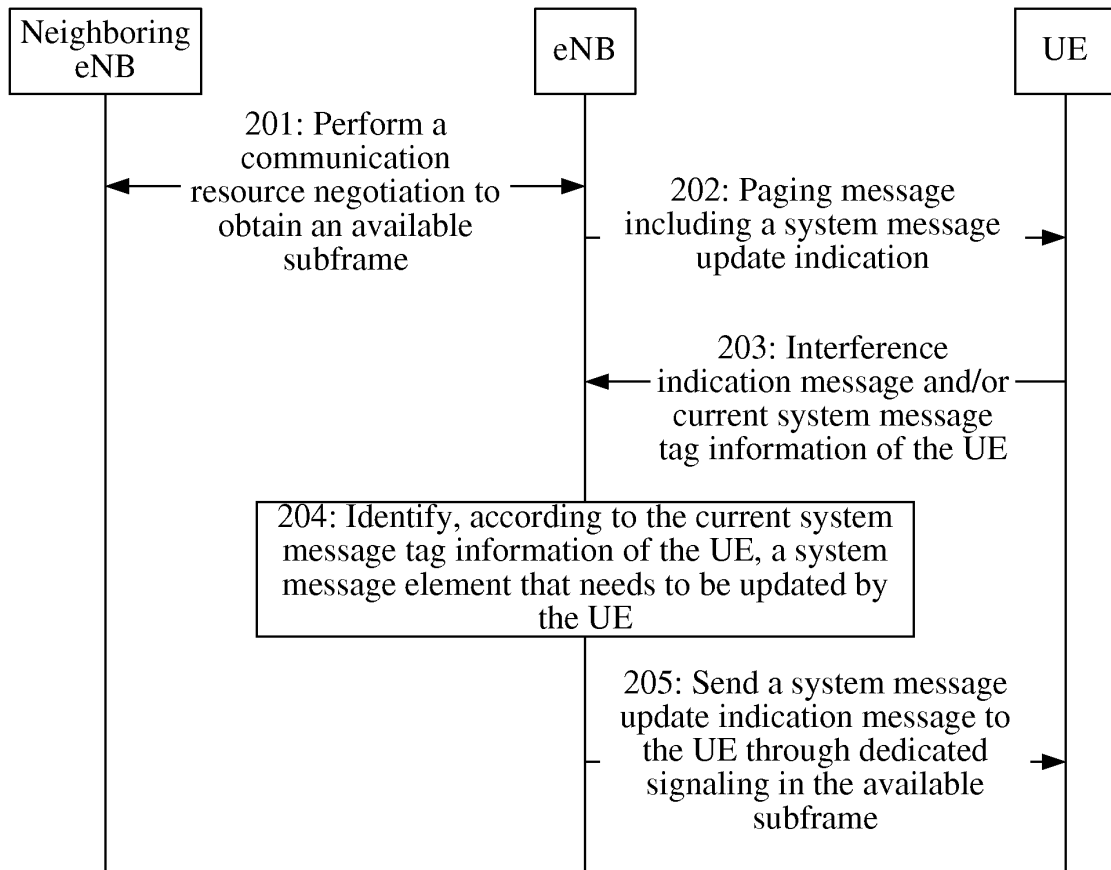 Neighboring
eNB
eNB
UE
201: Perform a
communication
resource negotiation to
obtain an available
subframe
202: Paging message
including a system message
update indication
203: Interference
indication message and/or
current system message
tag information of the UE
204: Identify, according to the current system
message tag information of the UE, a system
message element that needs to be updated by
the UE
205: Send a system message
update indication message to
the UE through dedicated
signaling in the available
subframe